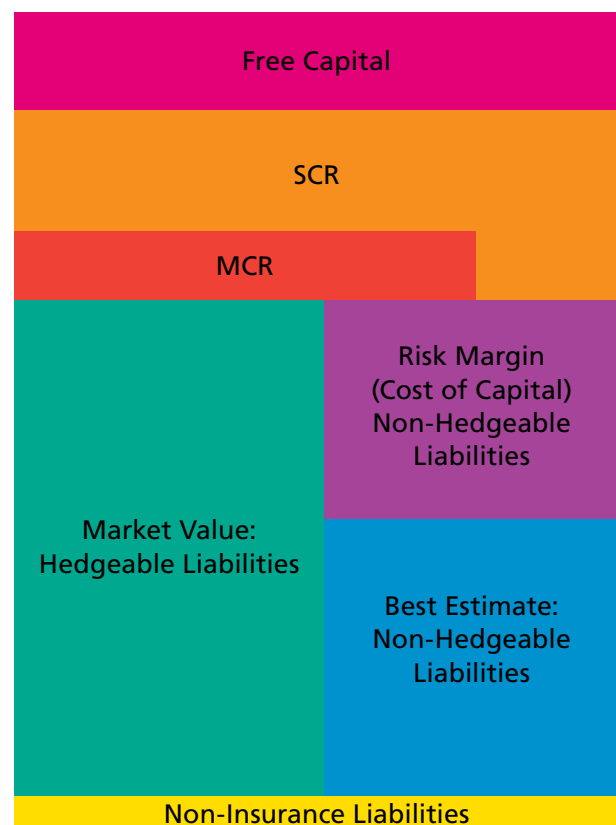 Free Capital
SCR
MCR
Risk Margin
(Cost of Capital)
Non-Hedgeable
Liabilities
Market Value:
Hedgeable Liabilities
Best Estimate:
Non-Hedgeable
Liabilities
Non-Insurance Liabilities